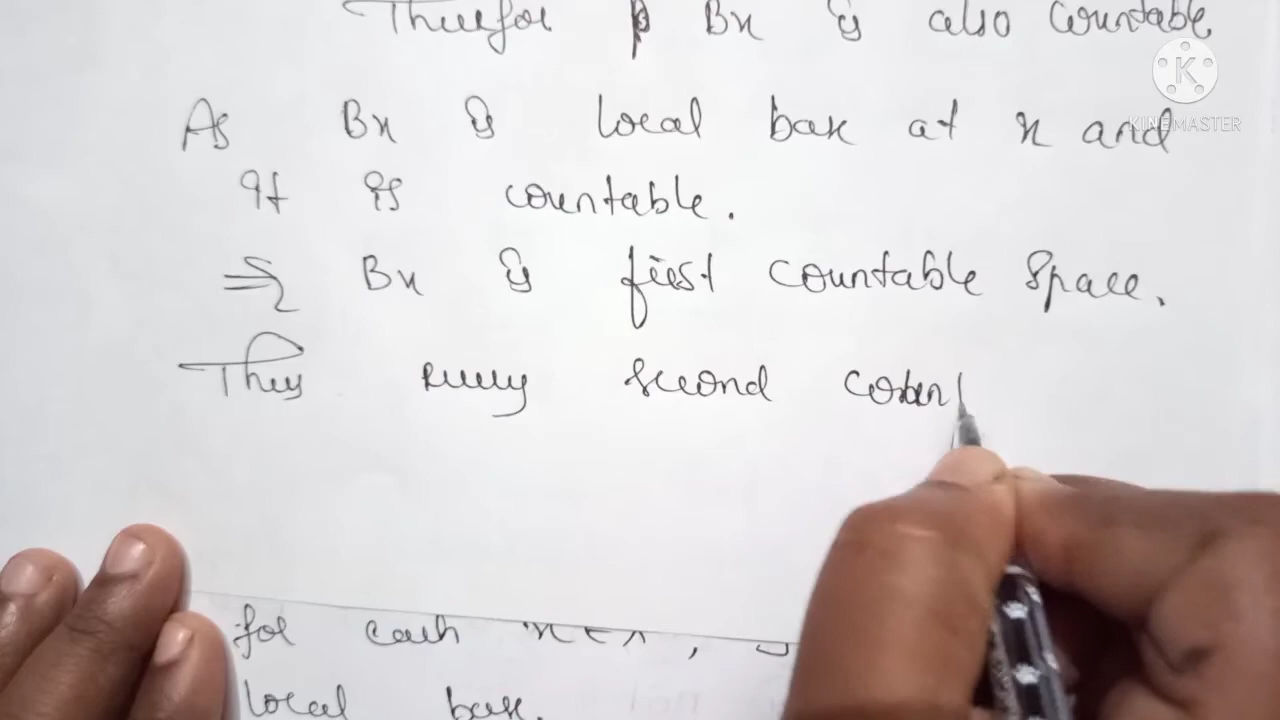 Therefor Bx is also countable
KINEMASTER
As Bx is local base at x and
it is countable.
⇒ Bx is first countable space.
Thus every second coun
for each x ∈ X,
local base.